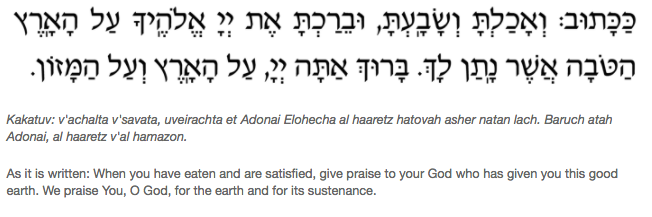 כַּכָּתוּב: וְאָכַלְתָּ וְשָׂבָעְתָּ, וּבֵרַכְתָּ אֶת יְיָ אֱלֹהֶיךָ עַל הָאָרֶץ
הַטֹּבָה אֲשֶׁר נָתַן לָךְ. בָּרוּךְ אַתָּה יְיָ, עַל הָאָרֶץ וְעַל הַמָּזוֹן.
Kakatuv: v'achalta v'savata, uveirachta et Adonai Elohecha al haaretz hatovah asher natan lach. Baruch atah
Adonai, al haaretz v'al hamazon.
As it is written: When you have eaten and are satisfied, give praise to your God who has given you this good
earth. We praise You, O God, for the earth and for its sustenance.